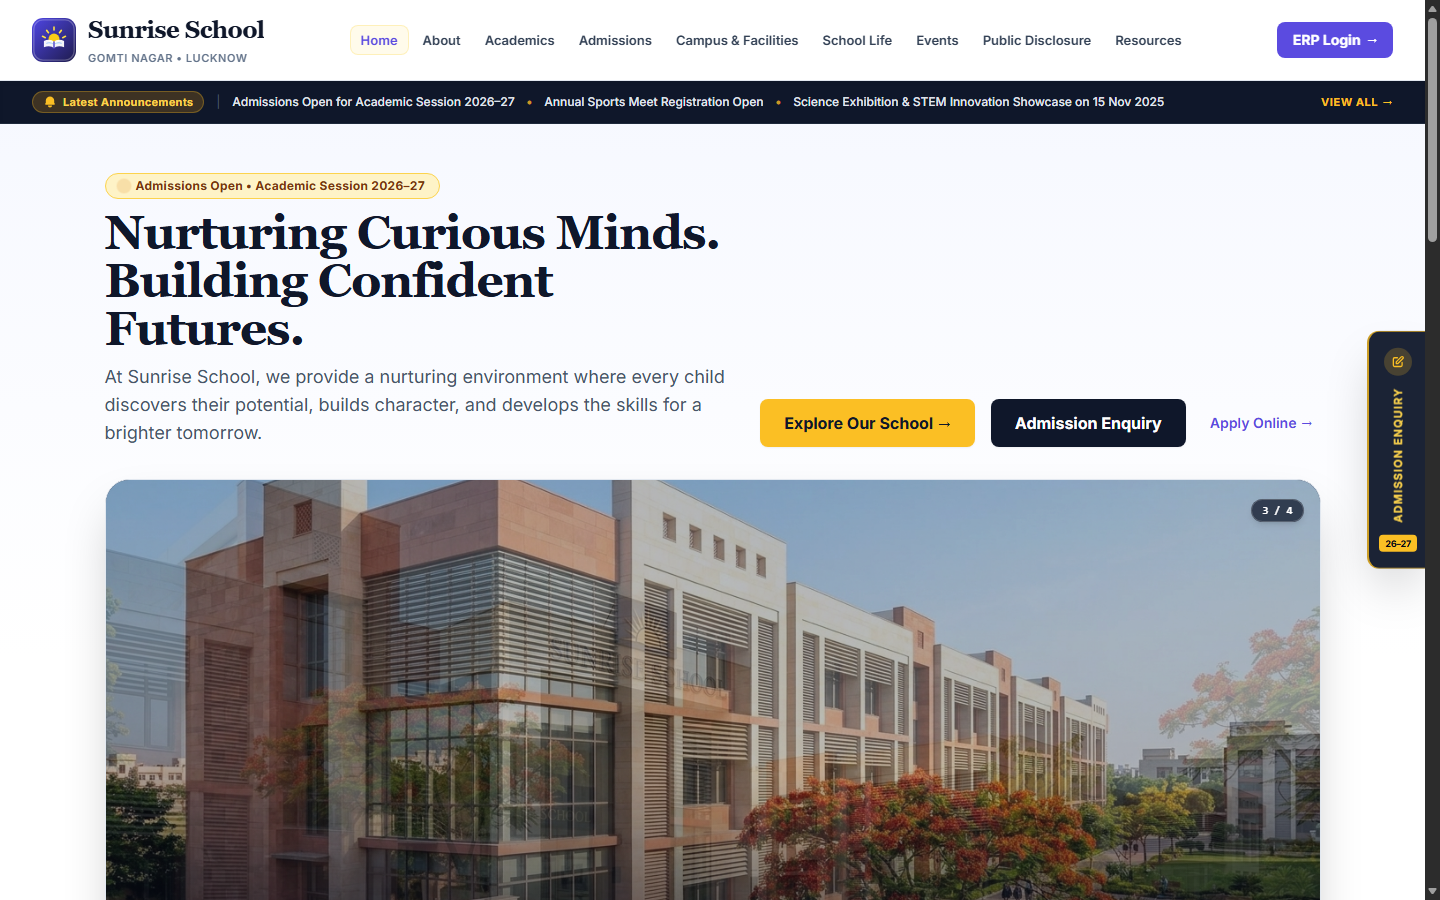 Sunrise School
GOMTI NAGAR • LUCKNOW
Home
About
Academics
Admissions
Campus & Facilities
School Life
Events
Public Disclosure
Resources
ERP Login →
Latest Announcements
Admissions Open for Academic Session 2026–27 • Annual Sports Meet Registration Open • Science Exhibition & STEM Innovation Showcase on 15 Nov 2025
VIEW ALL →
Admissions Open • Academic Session 2026–27
Nurturing Curious Minds.
Building Confident
Futures.
At Sunrise School, we provide a nurturing environment where every child
discovers their potential, builds character, and develops the skills for a
brighter tomorrow.
Explore Our School →
Admission Enquiry
Apply Online →
ADMISSION ENQUIRY
26–27
3 / 4
SUNRISE SCHOOL